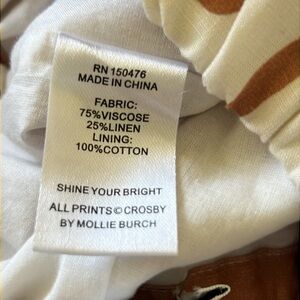 RN 150476
MADE IN CHINA
FABRIC:
75%VISCOSE
25%LINEN
LINING:
100%COTTON
SHINE YOUR BRIGHT
ALL PRINTS © CROSBY
BY MOLLIE BURCH